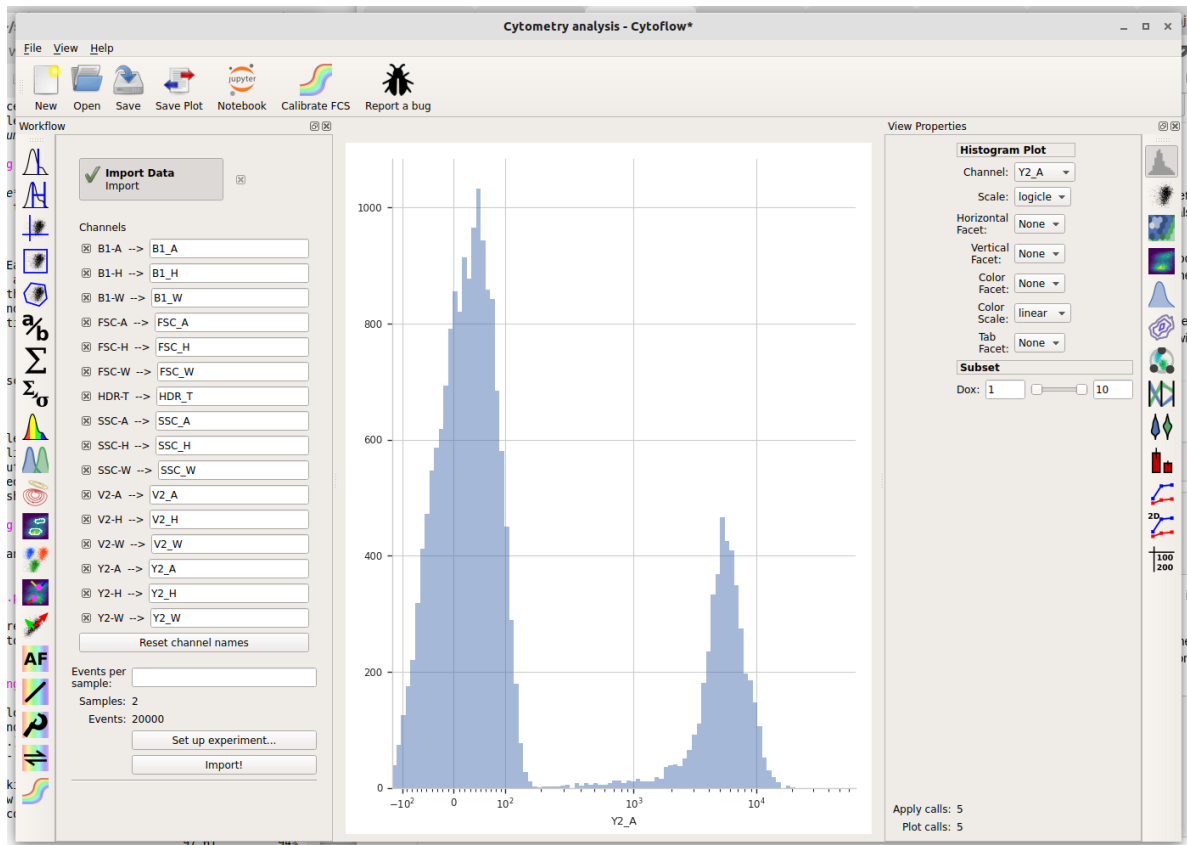 Cytometry analysis - Cytoflow*
File View Help
jupyter
New Open Save Save Plot Notebook Calibrate FCS Report a bug
Workflow
Import Data
Import
Channels
B1-A --> B1_A
B1-H --> B1_H
B1-W --> B1_W
FSC-A --> FSC_A
FSC-H --> FSC_H
FSC-W --> FSC_W
HDR-T --> HDR_T
SSC-A --> SSC_A
SSC-H --> SSC_H
SSC-W --> SSC_W
V2-A --> V2_A
V2-H --> V2_H
V2-W --> V2_W
Y2-A --> Y2_A
Y2-H --> Y2_H
Y2-W --> Y2_W
Reset channel names
Events per
sample:
Samples: 2
Events: 20000
Set up experiment...
Import!
a/b
Σ
Σ,σ
AF
1000
800
600
400
200
0
−10² 0 10² 10³ 10⁴
Y2_A
View Properties
Histogram Plot
Channel: Y2_A
Scale: logicle
Horizontal
Facet: None
Vertical
Facet: None
Color
Facet: None
Color
Scale: linear
Tab
Facet: None
Subset
Dox: 1 10
Apply calls: 5
Plot calls: 5
2D
100
200